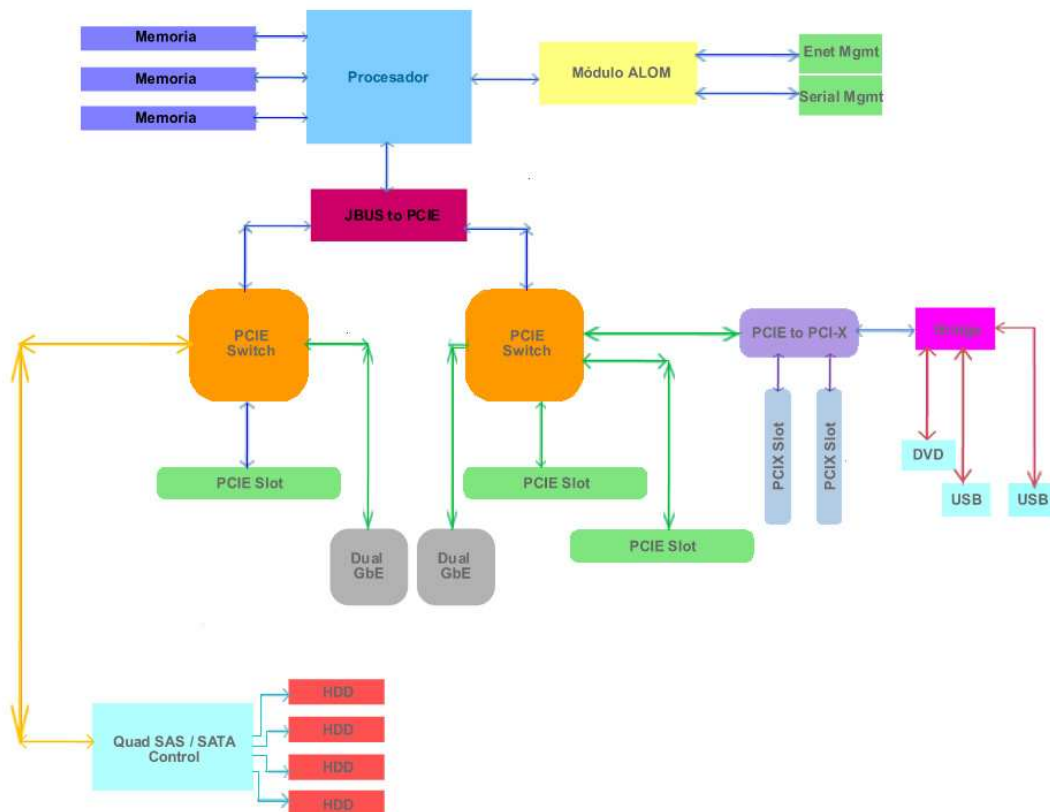 Memoria
Memoria
Memoria
Procesador
Módulo ALOM
Enet Mgmt
Serial Mgmt
JBUS to PCIE
PCIE
Switch
PCIE
Switch
PCIE to PCI-X
Bridge
PCIE Slot
PCIE Slot
PCIE Slot
PCIX Slot
PCIX Slot
DVD
USB
USB
Dual
GbE
Dual
GbE
Quad SAS / SATA
Control
HDD
HDD
HDD
HDD